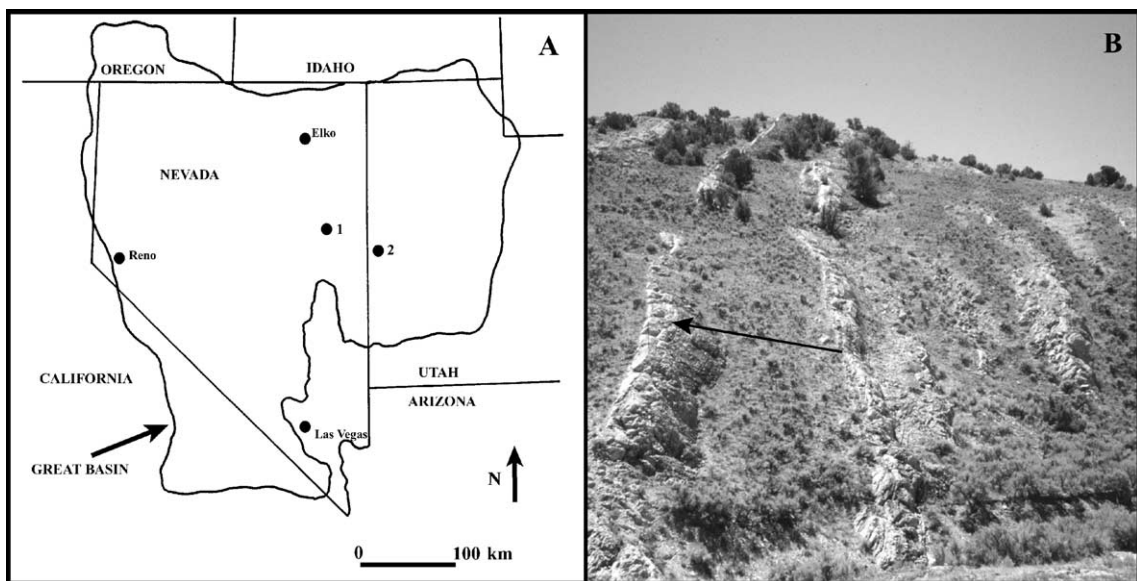 A
OREGON
IDAHO
Elko
NEVADA
1
2
Reno
CALIFORNIA
UTAH
ARIZONA
Las Vegas
GREAT BASIN
N
0 100 km
B